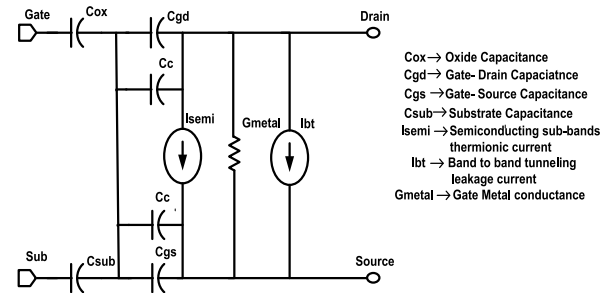 Gate
Cox
Cgd
Drain
Cc
Isemi
Gmetal
Ibt
Cc
Sub
Csub
Cgs
Source
Cox → Oxide Capacitance
Cgd → Gate- Drain Capaciatnce
Cgs → Gate- Source Capacitance
Csub → Substrate Capacitance
Isemi → Semiconducting sub-bands
thermionic current
Ibt → Band to band tunneling
leakage current
Gmetal → Gate Metal conductance